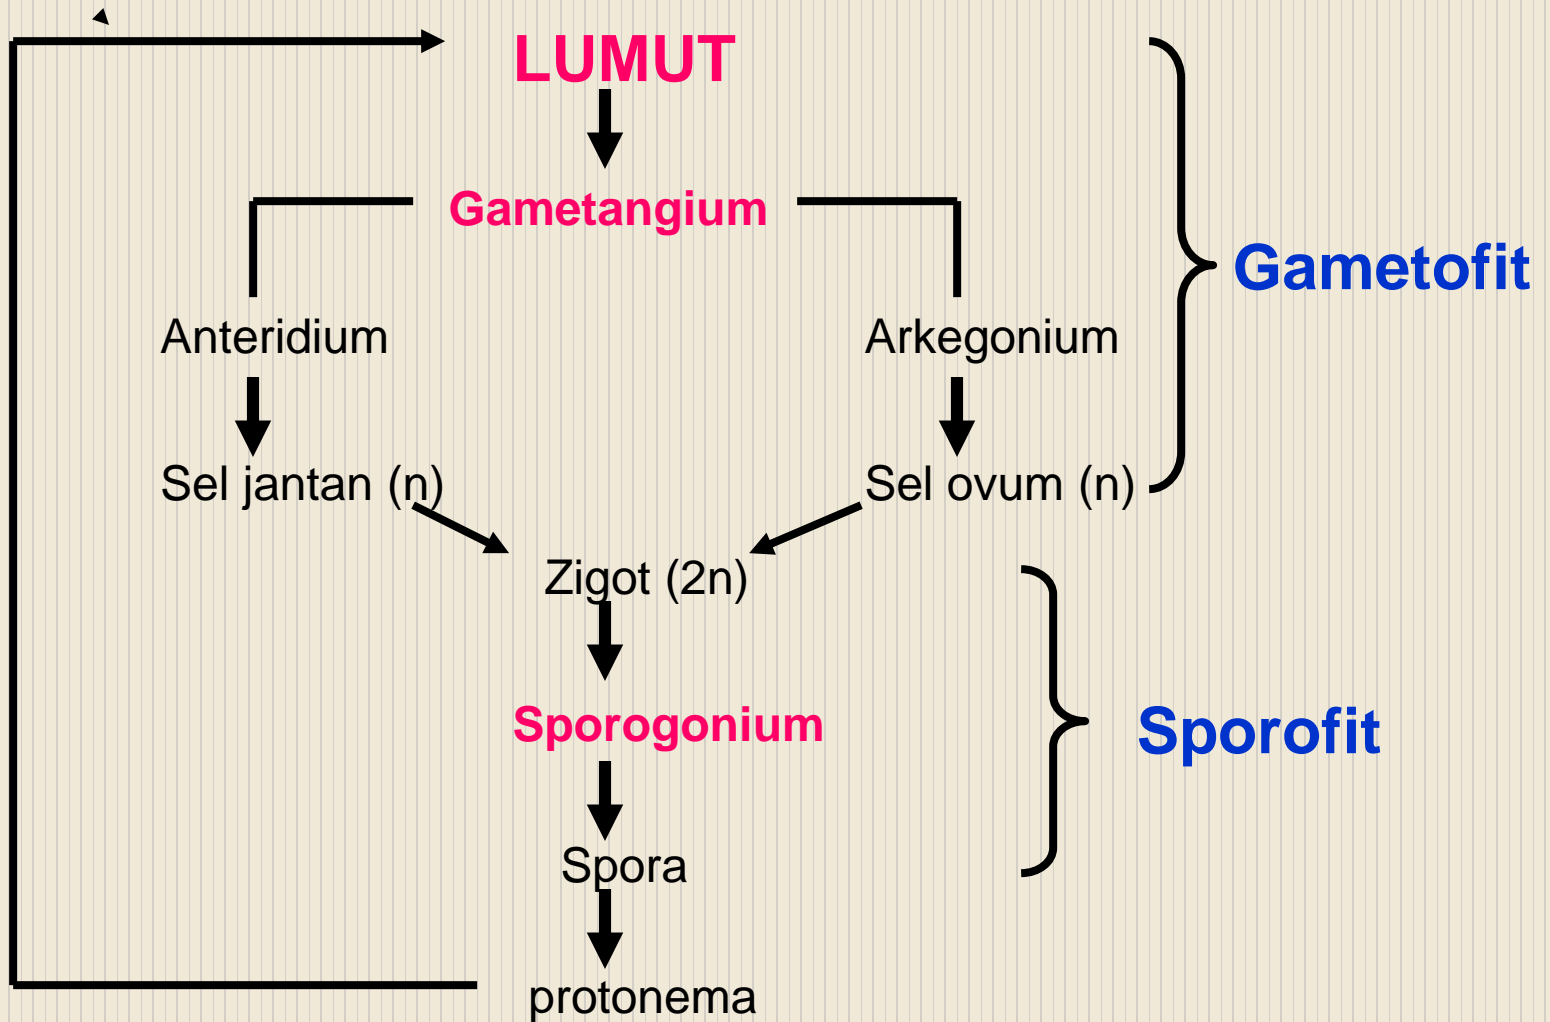 LUMUT
Gametangium
Gametofit
Anteridium
Arkegonium
Sel jantan (n)
Sel ovum (n)
Zigot (2n)
Sporogonium
Sporofit
Spora
protonema